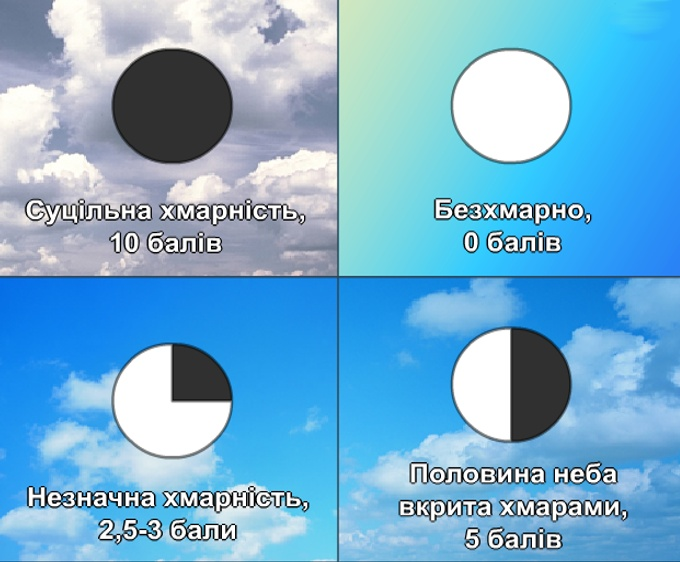 Суцільна хмарність,
10 балів
Безхмарно,
0 балів
Незначна хмарність,
2,5-3 бали
Половина неба
вкрита хмарами,
5 балів